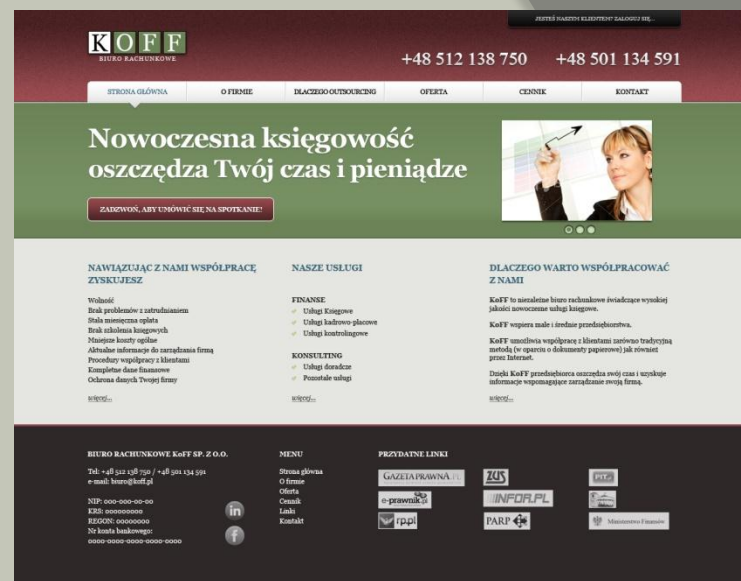 JESTEŚ NASZYM KLIENTEM? ZALOGUJ SIĘ...
KOFF
BIURO RACHUNKOWE
+48 512 138 750 +48 501 134 591
STRONA GŁÓWNA O FIRMIE DLACZEGO OUTSOURCING OFERTA CENNIK KONTAKT
Nowoczesna księgowość
oszczędza Twój czas i pieniądze
ZADZWOŃ, ABY UMÓWIĆ SIĘ NA SPOTKANIE!
NAWIĄZUJĄC Z NAMI WSPÓŁPRACĘ
ZYSKUJESZ
Wolność
Brak problemów z zatrudnianiem
Stała miesięczna opłata
Brak szkolenia księgowych
Mniejsze koszty ogólne
Aktualne informacje do zarządzania firmą
Procedury współpracy z klientami
Kompletne dane finansowe
Ochrona danych Twojej firmy
więcej...
NASZE USŁUGI
FINANSE
Usługi Księgowe
Usługi kadrowo-płacowe
Usługi kontrolingowe
KONSULTING
Usługi doradcze
Pozostałe usługi
więcej...
DLACZEGO WARTO WSPÓŁPRACOWAĆ
Z NAMI
KoFF to niezależne biuro rachunkowe świadczące wysokiej
jakości nowoczesne usługi księgowe.
KoFF wspiera małe i średnie przedsiębiorstwa.
KoFF umożliwia współpracę z klientami zarówno tradycyjną
metodą (w oparciu o dokumenty papierowe) jak również
przez Internet.
Dzięki KoFF przedsiębiorca oszczędza swój czas i uzyskuje
informacje wspomagające zarządzanie swoją firmą.
więcej...
BIURO RACHUNKOWE KoFF SP. Z O.O.
Tel: +48 512 138 750 / +48 501 134 591
e-mail: biuro@koff.pl
NIP: 000-000-00-00
KRS: 000000000
REGON: 00000000
Nr konta bankowego:
0000-0000-0000-0000-0000
in
f
MENU
Strona główna
O firmie
Oferta
Cennik
Linki
Kontakt
PRZYDATNE LINKI
GAZETAPRAWNA.PL
ZUS
PIT
e-prawnik.pl
INFOR.PL
rp.pl
PARP
Ministerstwo Finansów